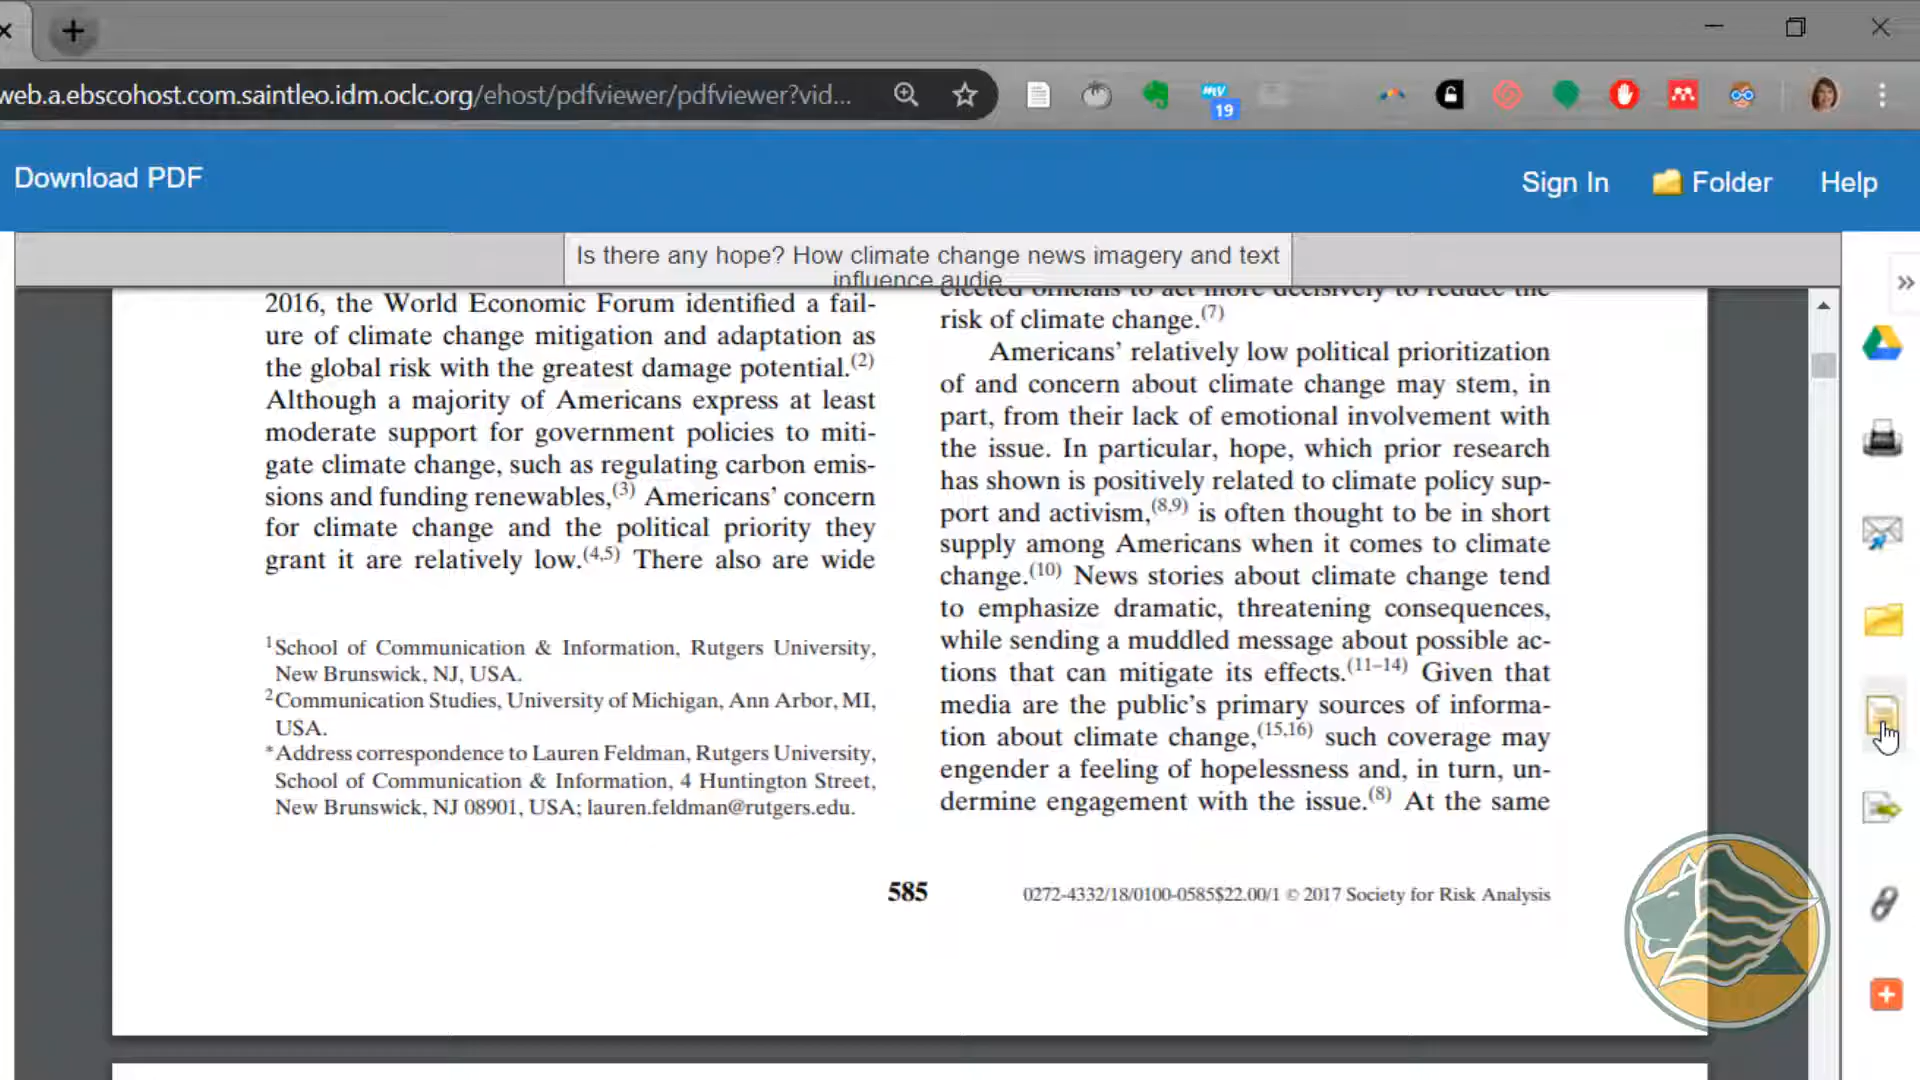 web.a.ebscohost.com.saintleo.idm.oclc.org/ehost/pdfviewer/pdfviewer?vid...
19
Download PDF
Sign In
Folder
Help
Is there any hope? How climate change news imagery and text
influence audie
2016, the World Economic Forum identified a fail-
ure of climate change mitigation and adaptation as
the global risk with the greatest damage potential.(2)
Although a majority of Americans express at least
moderate support for government policies to miti-
gate climate change, such as regulating carbon emis-
sions and funding renewables,(3) Americans' concern
for climate change and the political priority they
grant it are relatively low.(4,5) There also are wide
1School of Communication & Information, Rutgers University,
New Brunswick, NJ, USA.
2Communication Studies, University of Michigan, Ann Arbor, MI,
USA.
*Address correspondence to Lauren Feldman, Rutgers University,
School of Communication & Information, 4 Huntington Street,
New Brunswick, NJ 08901, USA; lauren.feldman@rutgers.edu.
elected officials to act more decisively to reduce the
risk of climate change.(7)
Americans' relatively low political prioritization
of and concern about climate change may stem, in
part, from their lack of emotional involvement with
the issue. In particular, hope, which prior research
has shown is positively related to climate policy sup-
port and activism,(8,9) is often thought to be in short
supply among Americans when it comes to climate
change.(10) News stories about climate change tend
to emphasize dramatic, threatening consequences,
while sending a muddled message about possible ac-
tions that can mitigate its effects.(11–14) Given that
media are the public's primary sources of informa-
tion about climate change,(15,16) such coverage may
engender a feeling of hopelessness and, in turn, un-
dermine engagement with the issue.(8) At the same
585
0272-4332/18/0100-0585$22.00/1 © 2017 Society for Risk Analysis